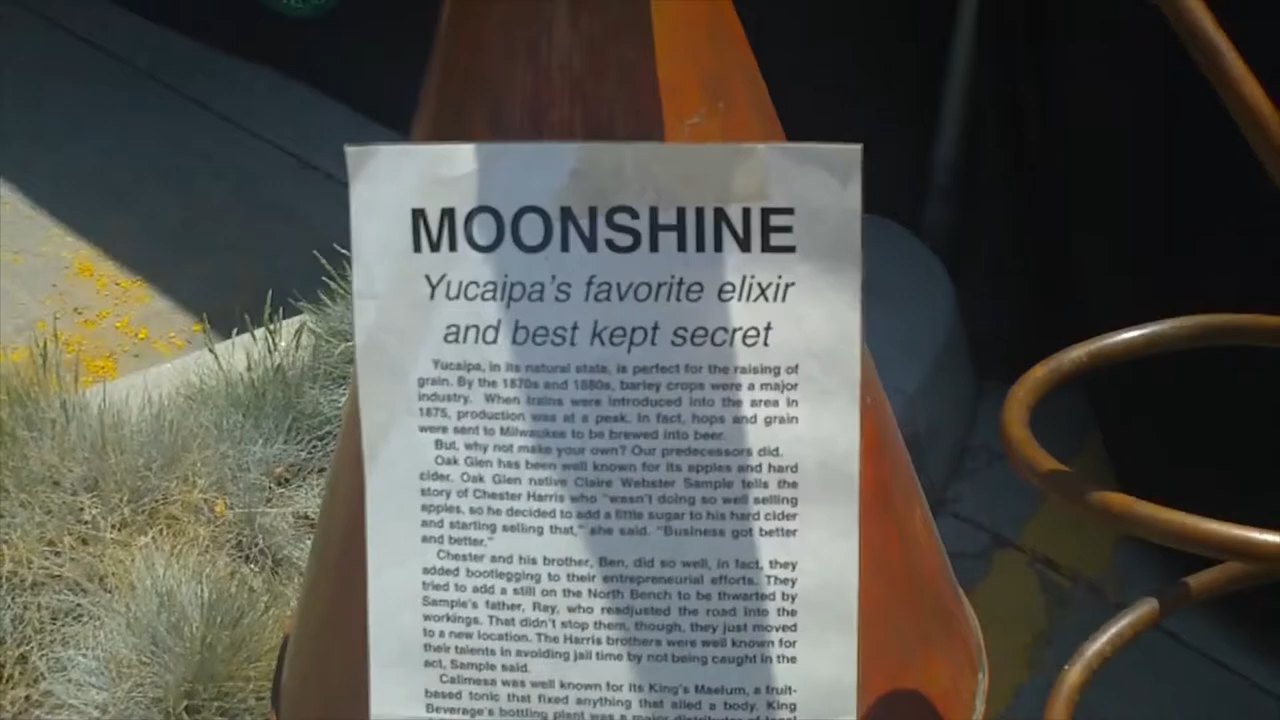 MOONSHINE
Yucaipa's favorite elixir
and best kept secret
Yucaipa, in its natural state, is perfect for the raising of
grain. By the 1870s and 1880s, barley crops were a major
industry. When trains were introduced into the area in
1875, production was at a peak. In fact, hops and grain
were sent to Milwaukee to be brewed into beer.
But, why not make your own? Our predecessors did.
Oak Glen has been well known for its apples and hard
cider. Oak Glen native Claire Webster Sample tells the
story of Chester Harris who "wasn't doing so well selling
apples, so he decided to add a little sugar to his hard cider
and starting selling that," she said. "Business got better
and better."
Chester and his brother, Ben, did so well, in fact, they
added bootlegging to their entrepreneurial efforts. They
tried to add a still on the North Bench to be thwarted by
Sample's father, Ray, who readjusted the road into the
workings. That didn't stop them, though, they just moved
to a new location. The Harris brothers were well known for
their talents in avoiding jail time by not being caught in the
act, Sample said.
Calimesa was well known for its King's Maelum, a fruit-
based tonic that fixed anything that ailed a body. King
Beverage's bottling plant was a major distributer of local